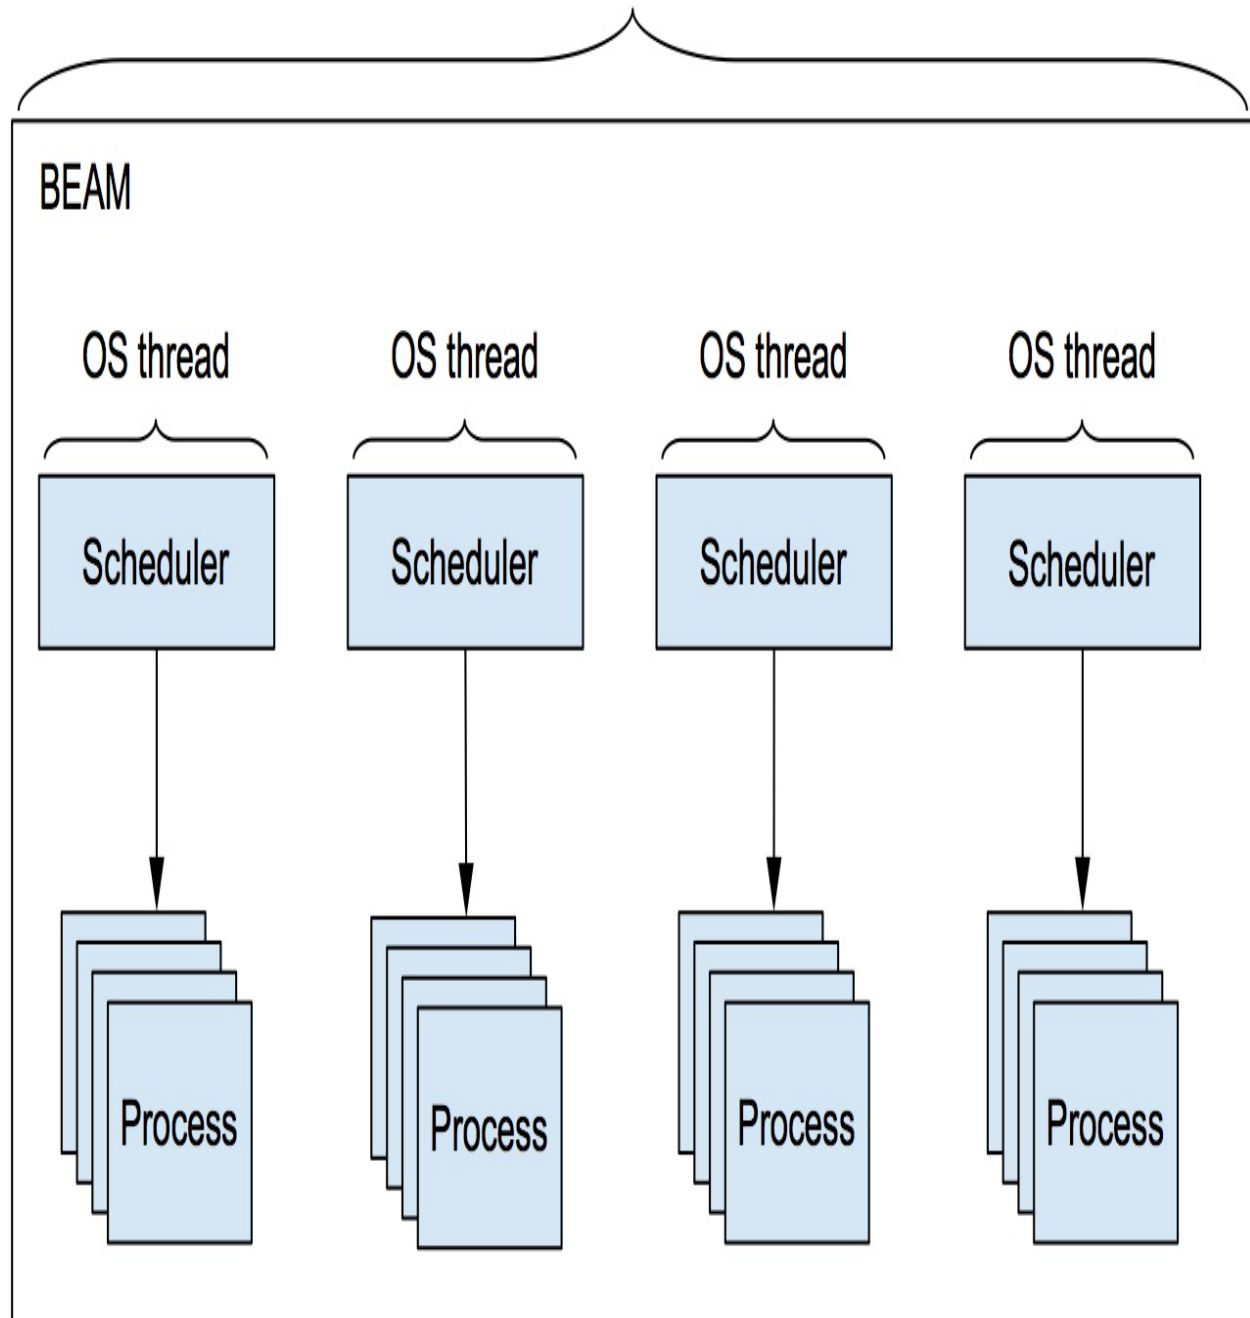 BEAM
OS thread OS thread OS thread OS thread
Scheduler Scheduler Scheduler Scheduler
Process Process Process Process